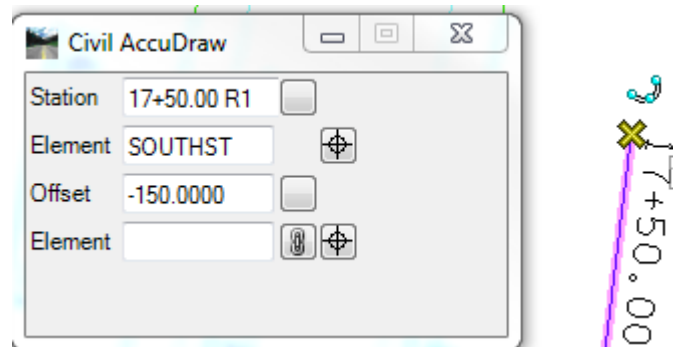 Civil AccuDraw
Station 17+50.00 R1
Element SOUTHST
Offset -150.0000
Element
17+50.00